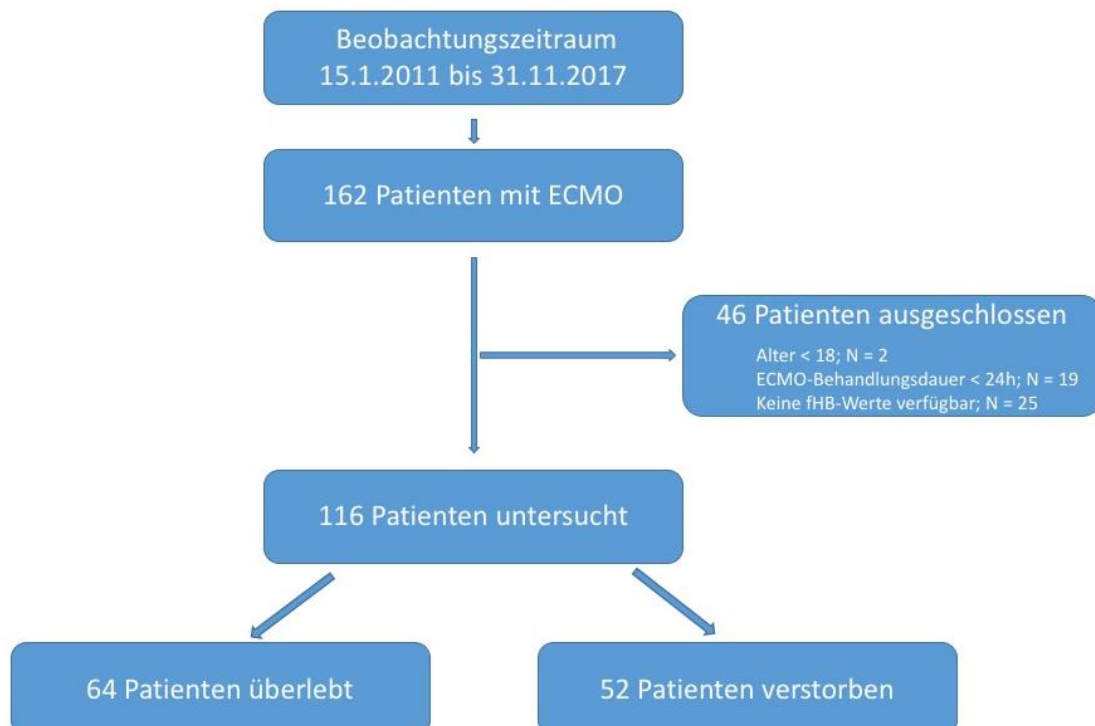 Beobachtungszeitraum
15.1.2011 bis 31.11.2017
162 Patienten mit ECMO
46 Patienten ausgeschlossen
Alter < 18; N = 2
ECMO-Behandlungsdauer < 24h; N = 19
Keine fHB-Werte verfügbar; N = 25
116 Patienten untersucht
64 Patienten überlebt
52 Patienten verstorben